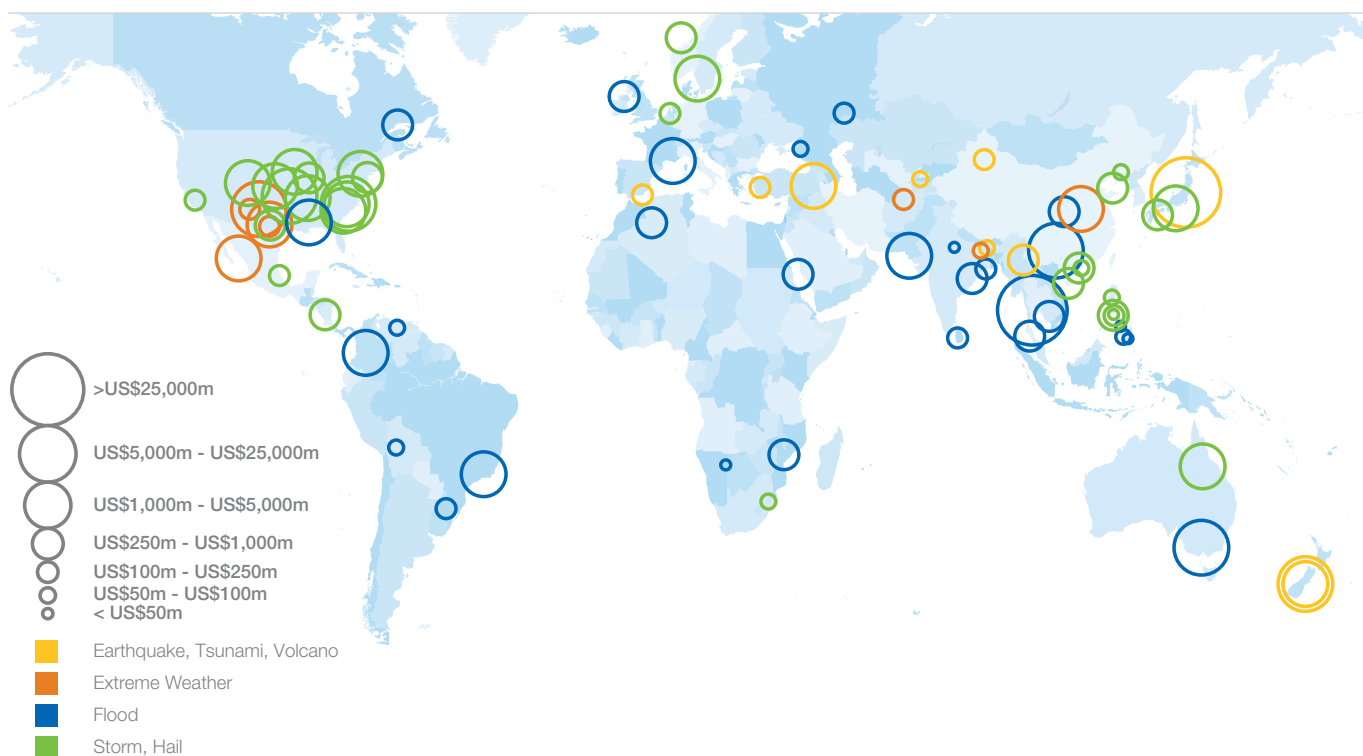 >US$25,000m
US$5,000m - US$25,000m
US$1,000m - US$5,000m
US$250m - US$1,000m
US$100m - US$250m
US$50m - US$100m
< US$50m
Earthquake, Tsunami, Volcano
Extreme Weather
Flood
Storm, Hail